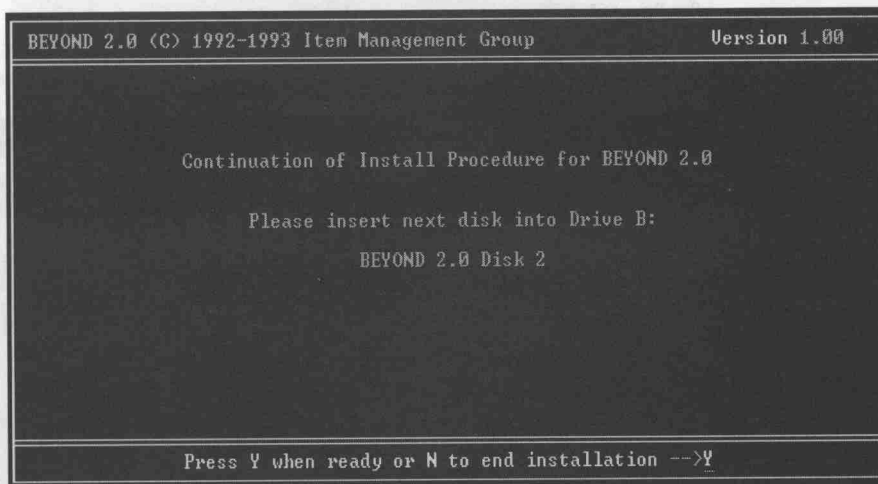 BEYOND 2.0 (C) 1992-1993 Item Management Group Version 1.00
Continuation of Install Procedure for BEYOND 2.0
Please insert next disk into Drive B:
BEYOND 2.0 Disk 2
Press Y when ready or N to end installation -->Y